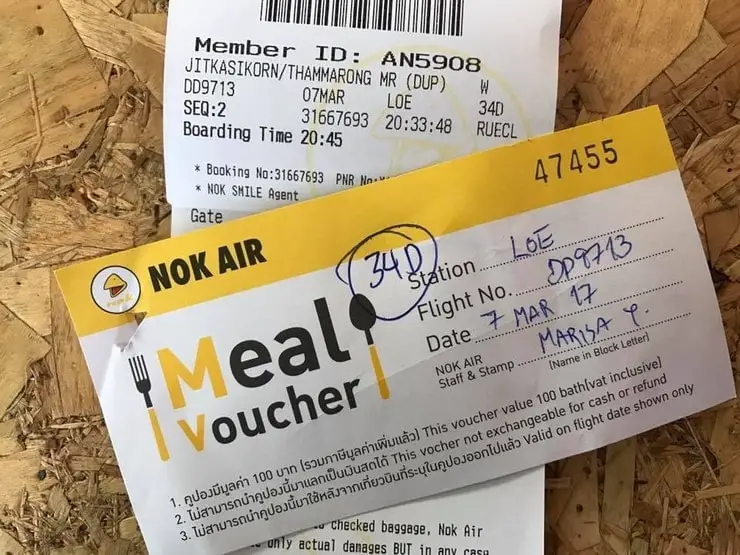 Member ID: AN5908
JITKASIKORN/THAMMARONG MR (DUP) W
DD9713 07MAR LOE 34D
SEQ:2 31667693 20:33:48 RUECL
Boarding Time 20:45
* Booking No:31667693 PNR No:
* NOK SMILE Agent
Gate
47455
NOK AIR
34D
Station LOE
Flight No. DD9713
Date 7 MAR 17
NOK AIR
Staff & Stamp MARISA P.
(Name in Block Letter)
Meal
Voucher
1. คูปองมีมูลค่า 100 บาท (รวมภาษีมูลค่าเพิ่มแล้ว) This voucher value 100 bath(vat inclusive)
2. ไม่สามารถนำคูปองนี้มาแลกเป็นเงินสดได้ This vocher not exchangeable for cash or refund
3. ไม่สามารถนำคูปองนี้มาใช้หลังจากเที่ยวบินที่ระบุในคูปองออกไปแล้ว Valid on flight date shown only
checked baggage, Nok Air
only actual damages BUT in any case